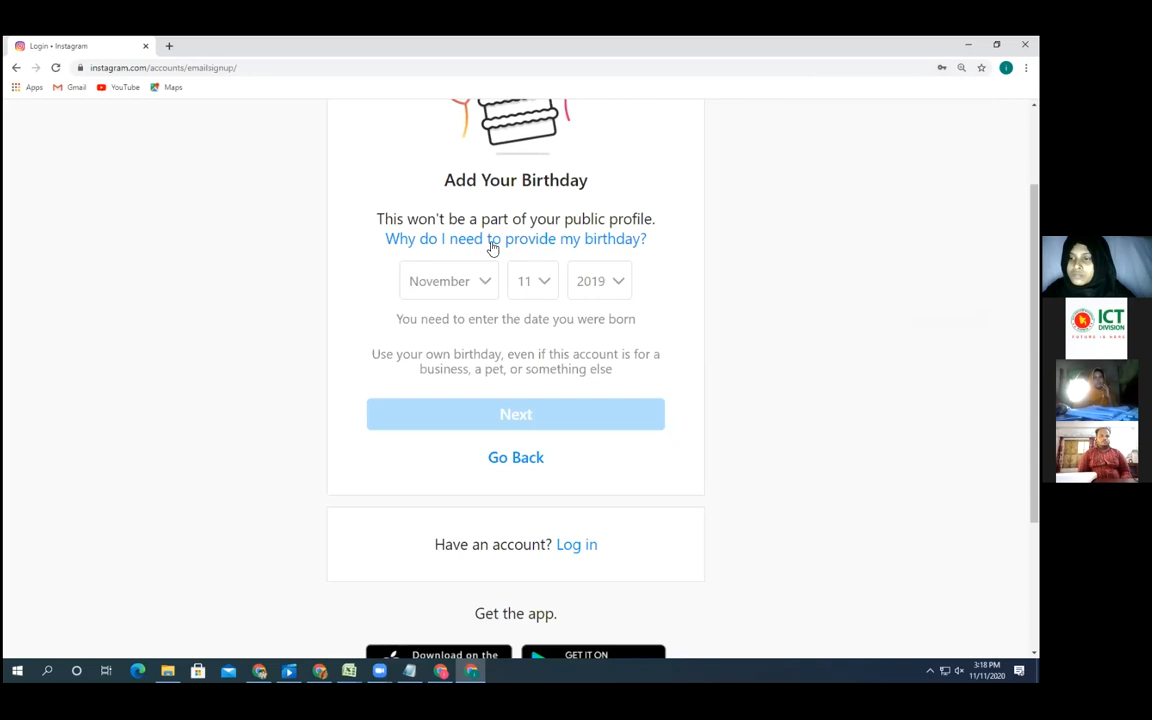 Login • Instagram
instagram.com/accounts/emailsignup/
Apps
Gmail
YouTube
Maps
Add Your Birthday
This won't be a part of your public profile.
Why do I need to provide my birthday?
November
11
2019
You need to enter the date you were born
Use your own birthday, even if this account is for a
business, a pet, or something else
Next
Go Back
Have an account? Log in
Get the app.
Download on the
GET IT ON
ICT
DIVISION
FUTURE IS HERE
3:18 PM
11/11/2020